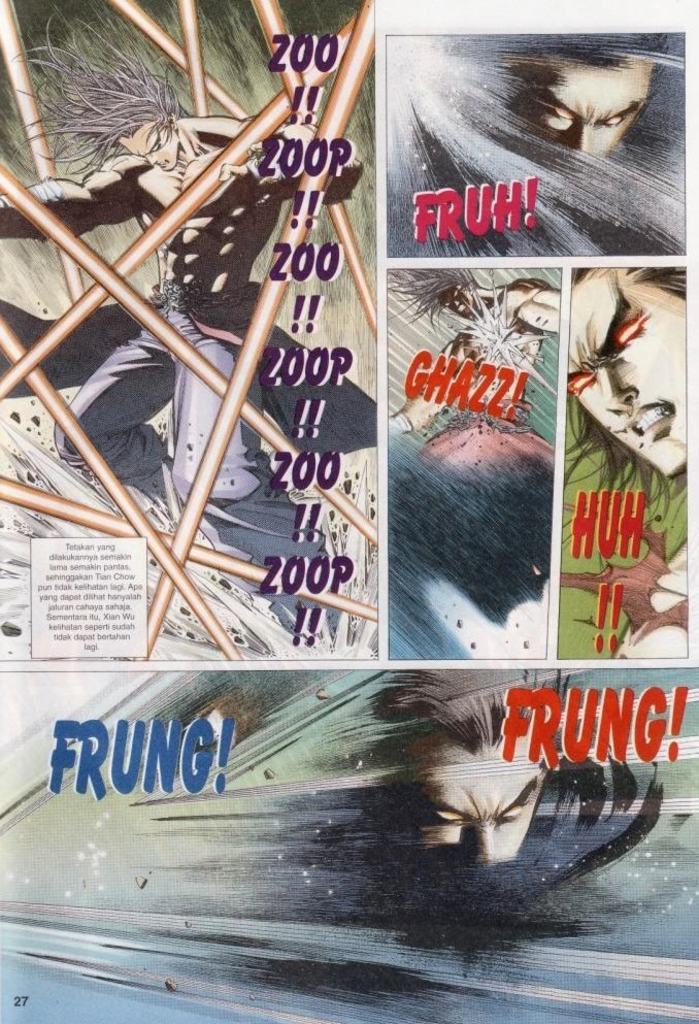 ZOO
!!
ZOOP
!!
ZOO
!!
ZOOP
!!
ZOO
!!
ZOOP
!!
Tetakan yang
dilakukannya semakin
lama semakin pantas,
sehinggakan Tian Chow
pun tidak kelihatan lagi. Apa
yang dapat dilihat hanyalah
jaluran cahaya sahaja.
Sementara itu, Xian Wu
kelihatan seperti sudah
tidak dapat bertahan
lagi.
FRUH!
GHAZZ!
HUH
!!
FRUNG!
FRUNG!
27